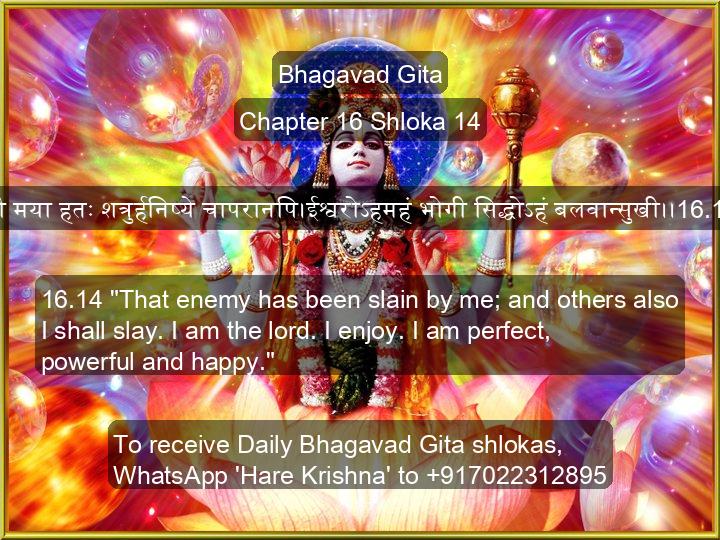 Bhagavad Gita
Chapter 16 Shloka 14
मया हतः शत्रुर्हनिष्ये चापरानपि।ईश्वरोऽहमहं भोगी सिद्धोऽहं बलवान्सुखी।।16.1
16.14 "That enemy has been slain by me; and others also
I shall slay. I am the lord. I enjoy. I am perfect,
powerful and happy."
To receive Daily Bhagavad Gita shlokas,
WhatsApp 'Hare Krishna' to +917022312895